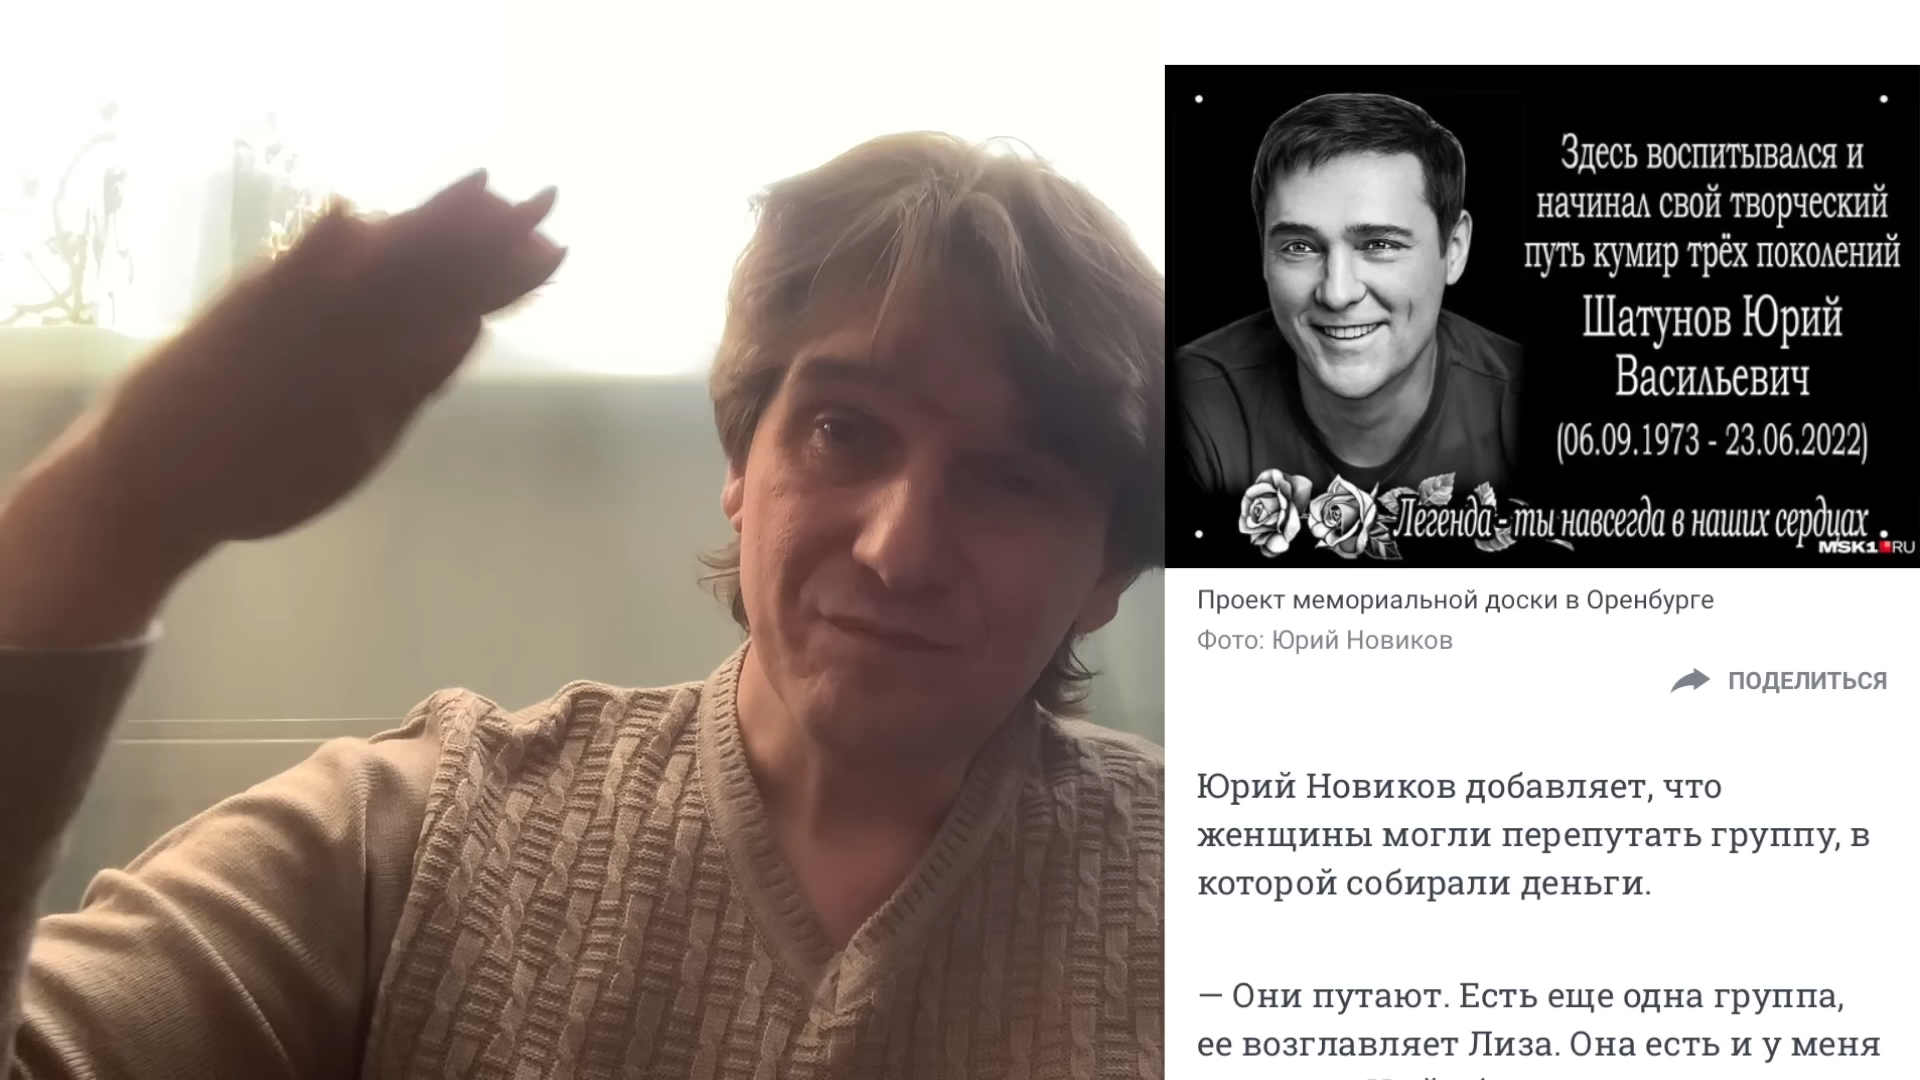 Здесь воспитывался и
начинал свой творческий
путь кумир трёх поколений
Шатунов Юрий
Васильевич
(06.09.1973 - 23.06.2022)
Легенда - ты навсегда в наших сердцах
MSK1.RU
Проект мемориальной доски в Оренбурге
Фото: Юрий Новиков
ПОДЕЛИТЬСЯ
Юрий Новиков добавляет, что
женщины могли перепутать группу, в
которой собирали деньги.
— Они путают. Есть еще одна группа,
ее возглавляет Лиза. Она есть и у меня